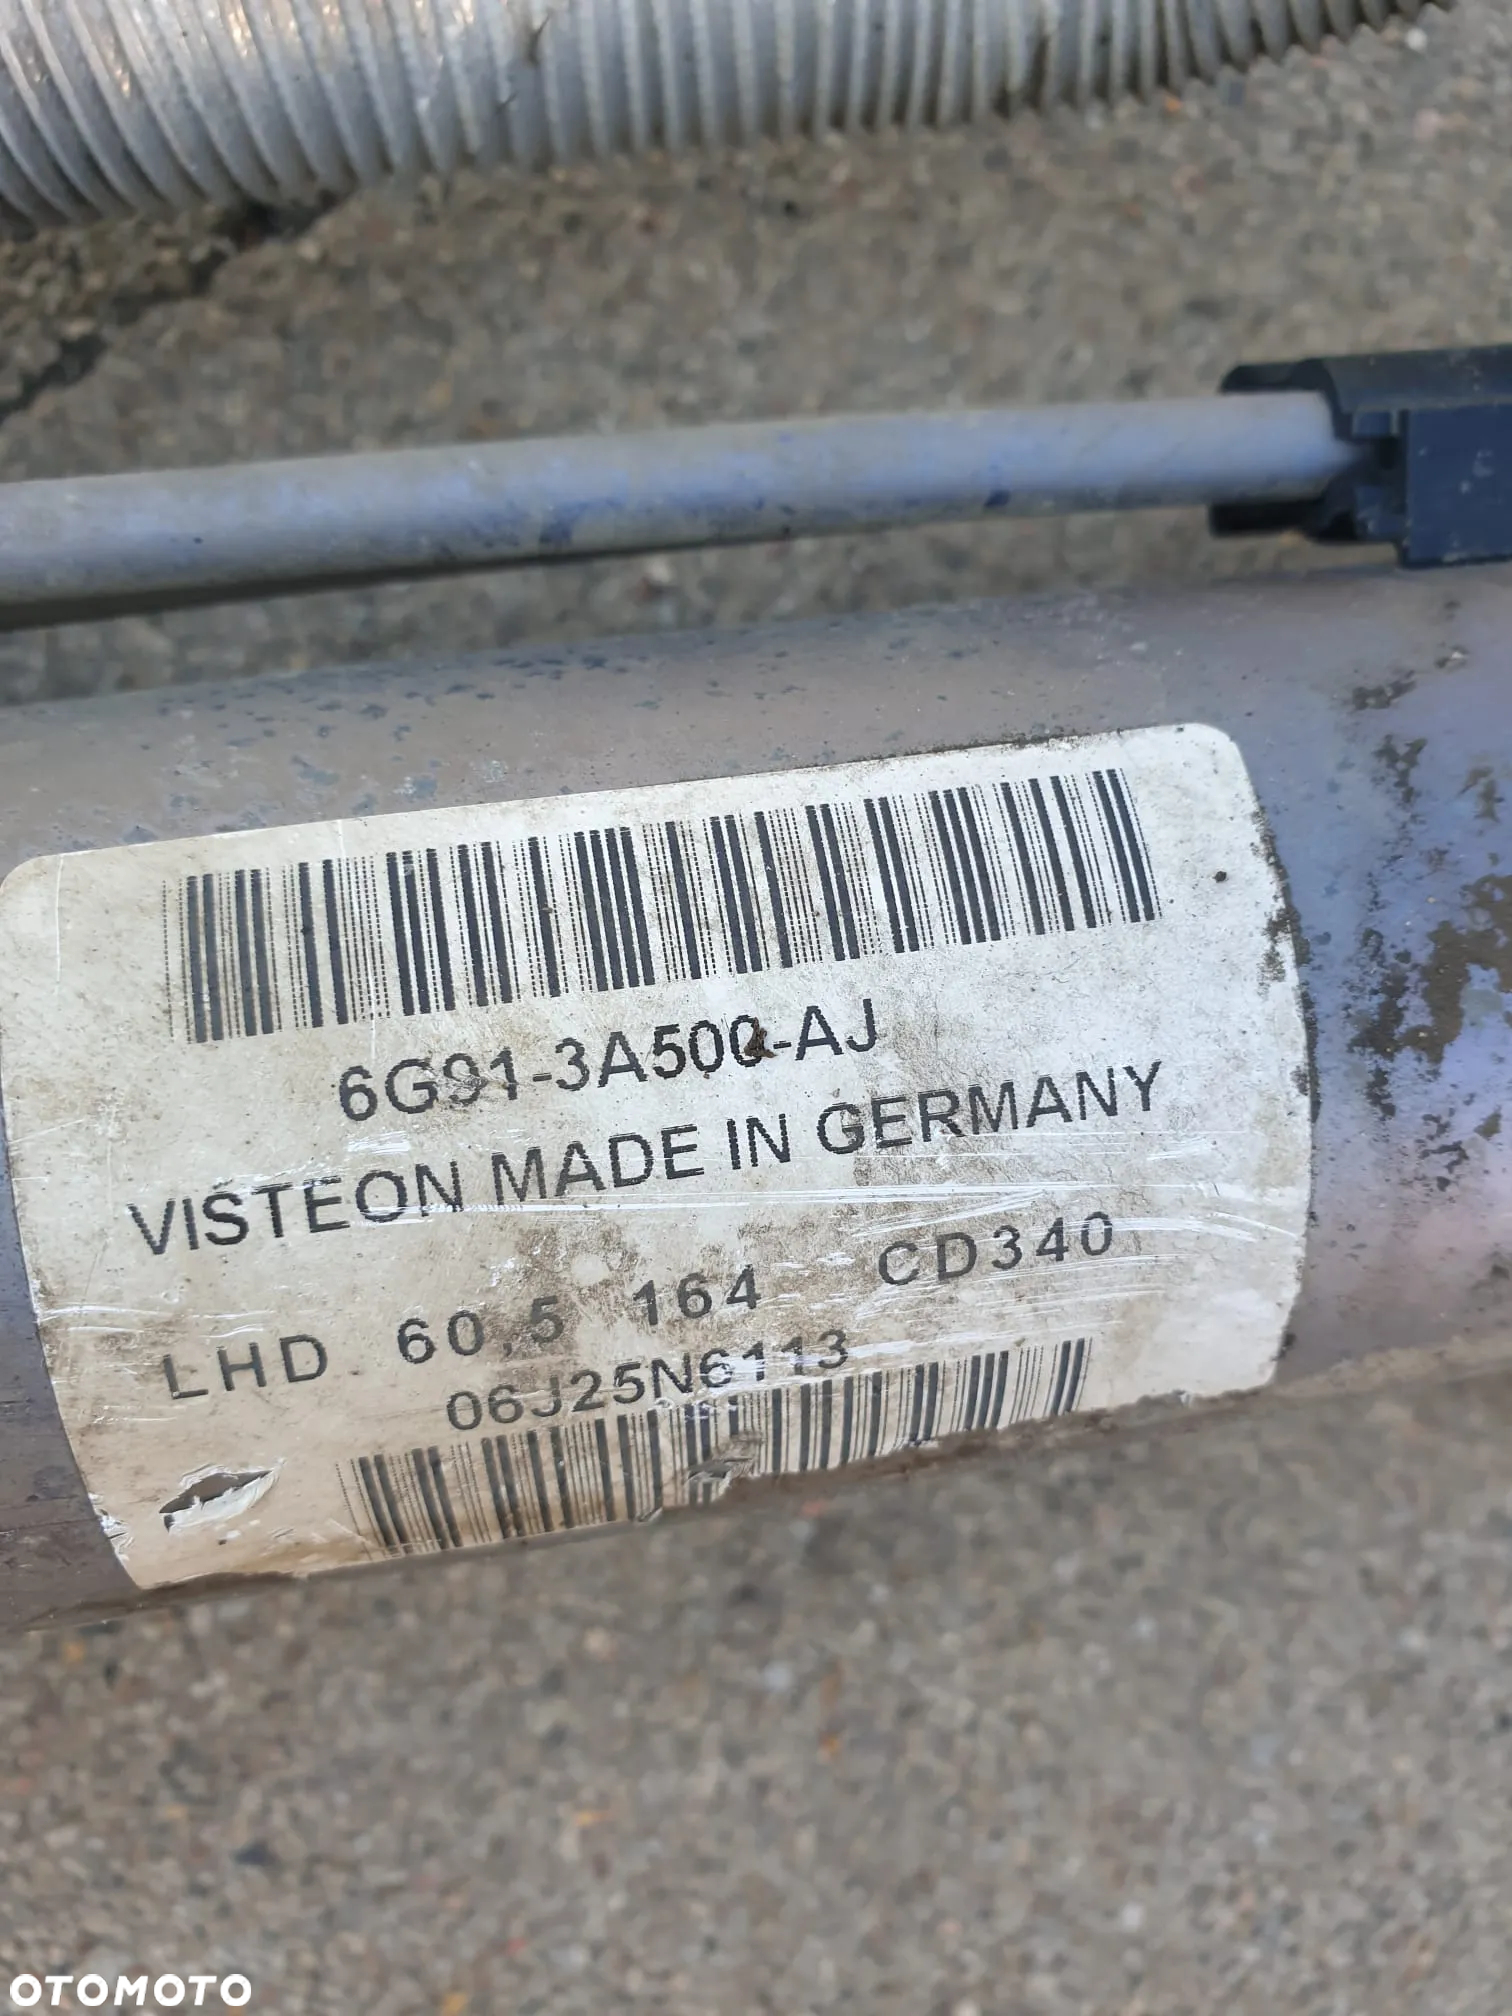 6G91-3A500-AJ
VISTEON MADE IN GERMANY
LHD 60,5 164 CD340
06J25N6113
OTOMOTO